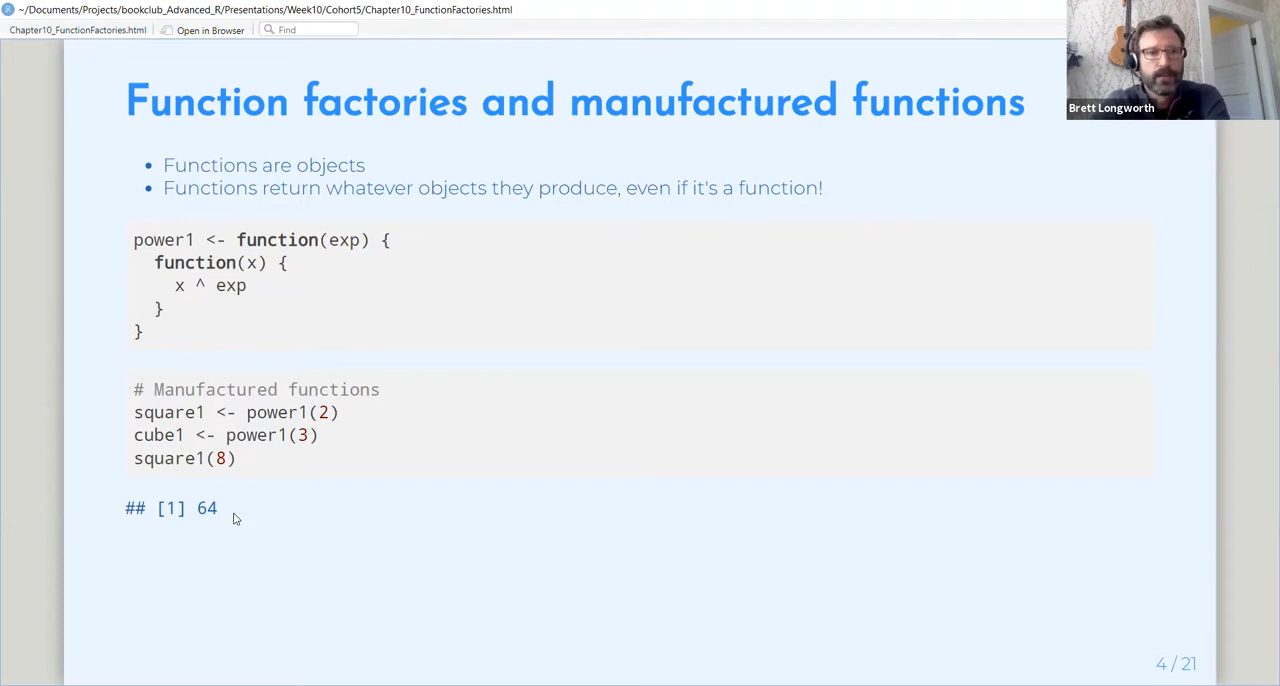 ~/Documents/Projects/bookclub_Advanced_R/Presentations/Week10/Cohort5/Chapter10_FunctionFactories.html
Chapter10_FunctionFactories.html Open in Browser Find
Brett Longworth
Function factories and manufactured functions
• Functions are objects
• Functions return whatever objects they produce, even if it's a function!
power1 <- function(exp) {
  function(x) {
    x ^ exp
  }
}
# Manufactured functions
square1 <- power1(2)
cube1 <- power1(3)
square1(8)
## [1] 64
4 / 21